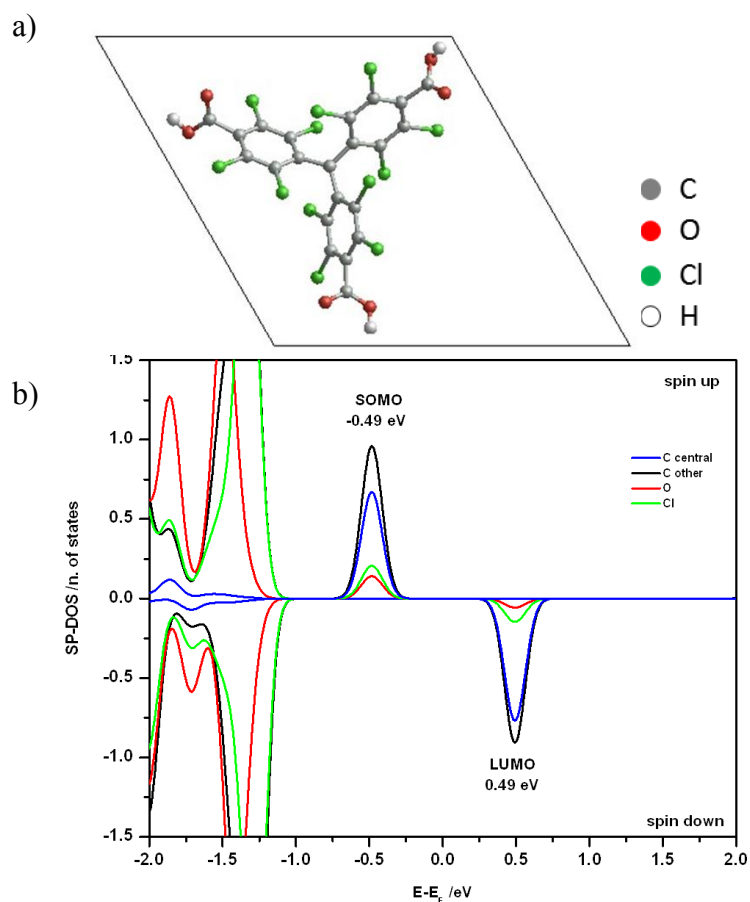 a)
C
O
Cl
H
b)
spin up
SOMO
-0.49 eV
C central
C other
O
Cl
1.5
1.0
0.5
0.0
-0.5
-1.0
-1.5
SP-DOS /n. of states
LUMO
0.49 eV
spin down
-2.0 -1.5 -1.0 -0.5 0.0 0.5 1.0 1.5 2.0
E-E_F /eV